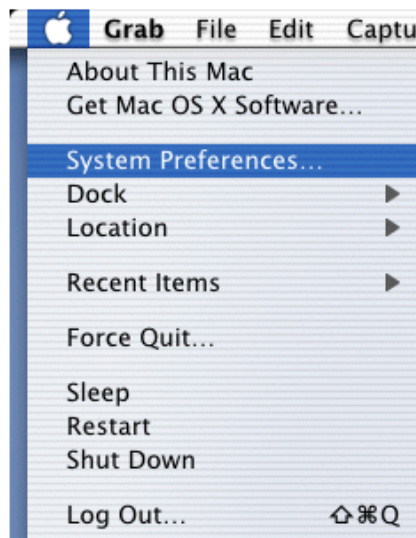 Grab File Edit Captu
About This Mac
Get Mac OS X Software...
System Preferences...
Dock
Location
Recent Items
Force Quit...
Sleep
Restart
Shut Down
Log Out... ⇧⌘Q